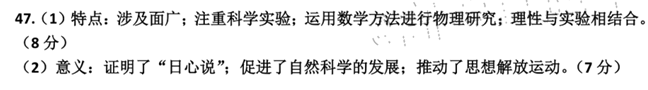 47.（1）特点：涉及面广；注重科学实验；运用数学方法进行物理研究；理性与实验相结合。
（8 分）
（2）意义：证明了“日心说”；促进了自然科学的发展；推动了思想解放运动。（7 分）